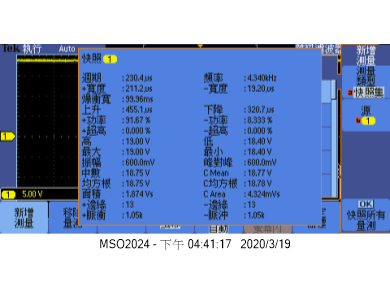 Tek 執行 Auto
新增
測量
快照 1
週期 : 230.4µs 頻率 : 4.340kHz
+寬度 : 211.2µs −寬度 : 19.20µs
爆衝寬 : 99.96ms
上升 : 455.1µs 下降 : 320.7µs
+功率 : 91.67 % −功率 : 8.333 %
+超高 : 0.000 % −超高 : 0.000 %
高 : 19.00 V 低 : 18.40 V
最大 : 19.00 V 最小 : 18.40 V
振幅 : 600.0mV 峰對峰 : 600.0mV
中數 : 18.75 V C Mean : 18.77 V
均方根 : 18.75 V C均方根 : 18.78 V
面積 : 1.874 Vs C Area : 4.324mVs
+邊緣 : 13 −邊緣 : 13
+脈衝 : 1.05k −脈沖 : 1.05k
快照集
源
1
1
1 5.00 V
新增
測量
自動
OK
快照所有
量測
MSO2024 - 下午 04:41:17 2020/3/19